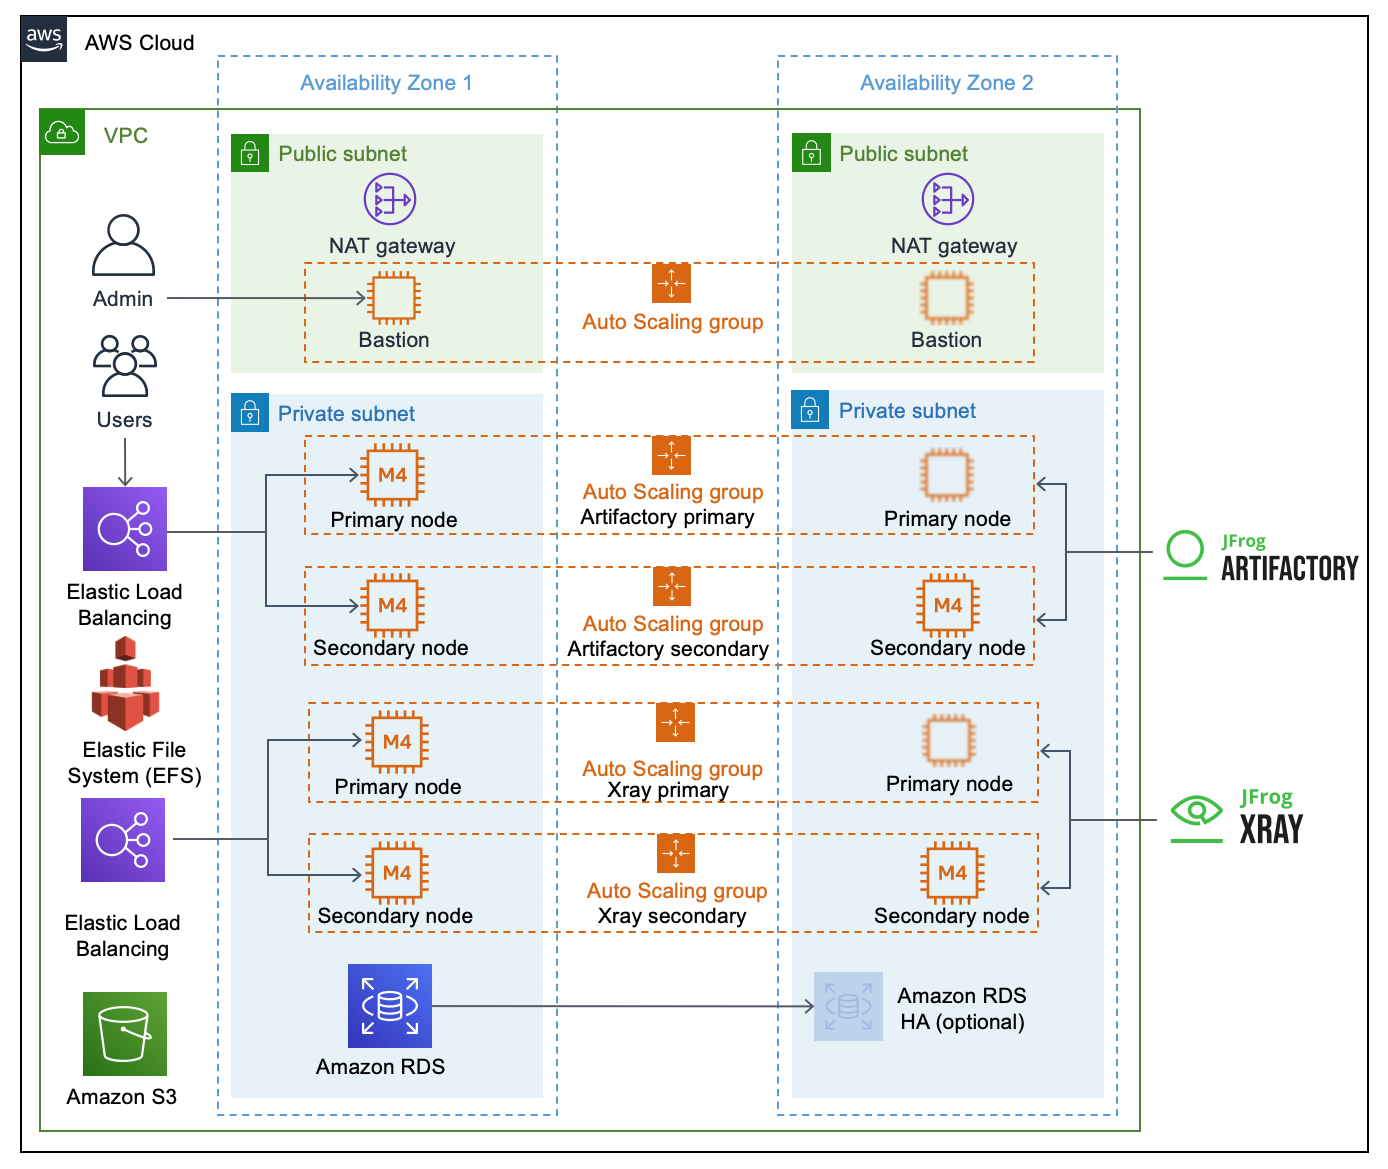 aws
AWS Cloud
Availability Zone 1
Availability Zone 2
VPC
Public subnet
Public subnet
NAT gateway
NAT gateway
Admin
Auto Scaling group
Bastion
Bastion
Users
Private subnet
Private subnet
M4
Auto Scaling group
Artifactory primary
Primary node
Primary node
JFrog
ARTIFACTORY
Elastic Load
Balancing
M4
M4
Auto Scaling group
Artifactory secondary
Secondary node
Secondary node
Elastic File
System (EFS)
M4
Auto Scaling group
Xray primary
Primary node
Primary node
JFrog
XRAY
M4
M4
Auto Scaling group
Xray secondary
Secondary node
Secondary node
Elastic Load
Balancing
Amazon RDS
HA (optional)
Amazon RDS
Amazon S3